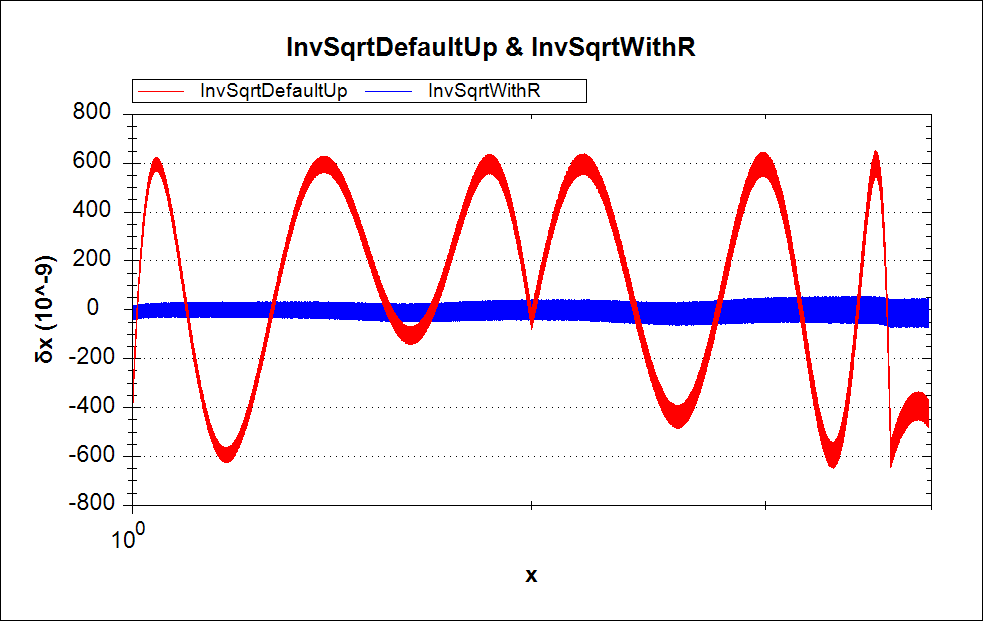 InvSqrtDefaultUp & InvSqrtWithR
InvSqrtDefaultUp InvSqrtWithR
800
600
400
200
0
-200
-400
-600
-800
δx (10^-9)
10^0
x